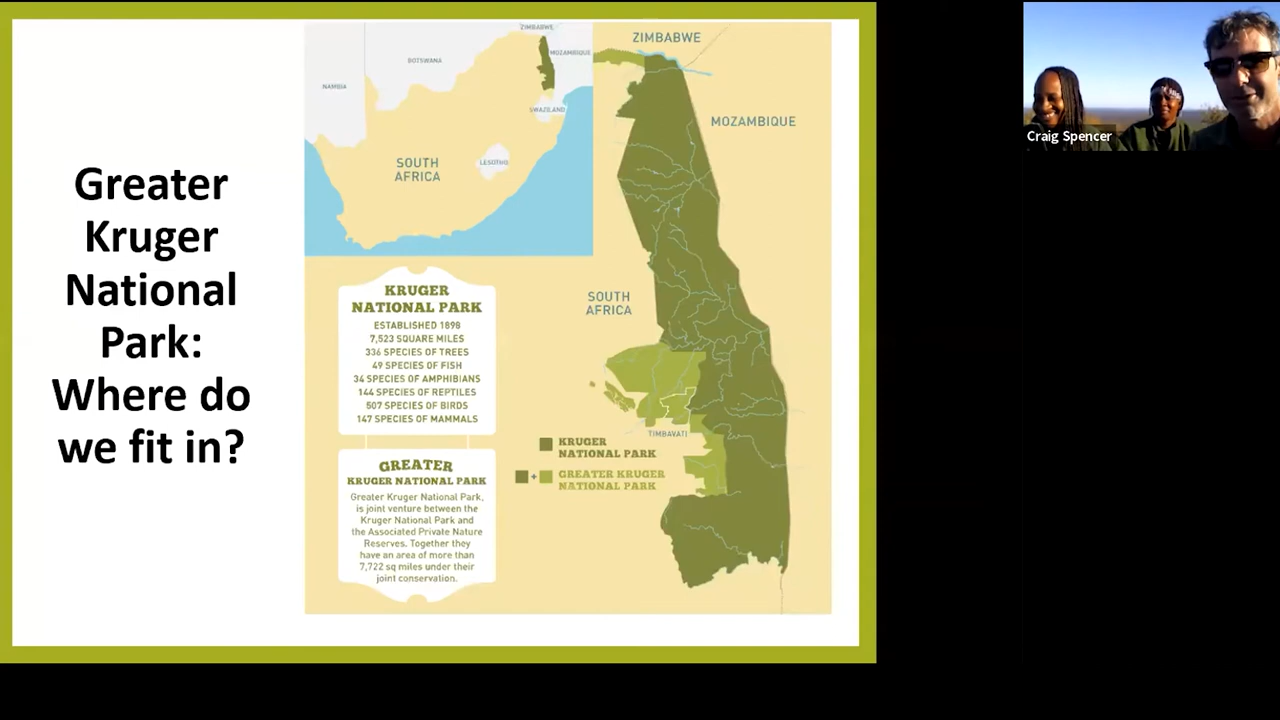 Greater
Kruger
National
Park:
Where do
we fit in?
ZIMBABWE
MOZAMBIQUE
BOTSWANA
NAMBIA
SWAZILAND
SOUTH
AFRICA
LESOTHO
ZIMBABWE
MOZAMBIQUE
SOUTH
AFRICA
TIMBAVATI
KRUGER
NATIONAL PARK
ESTABLISHED 1898
7,523 SQUARE MILES
336 SPECIES OF TREES
49 SPECIES OF FISH
34 SPECIES OF AMPHIBIANS
144 SPECIES OF REPTILES
507 SPECIES OF BIRDS
147 SPECIES OF MAMMALS
GREATER
KRUGER NATIONAL PARK
Greater Kruger National Park,
is joint venture between the
Kruger National Park and
the Associated Private Nature
Reserves. Together they
have an area of more than
7,722 sq miles under their
joint conservation.
KRUGER
NATIONAL PARK
+ GREATER KRUGER
NATIONAL PARK
Craig Spencer